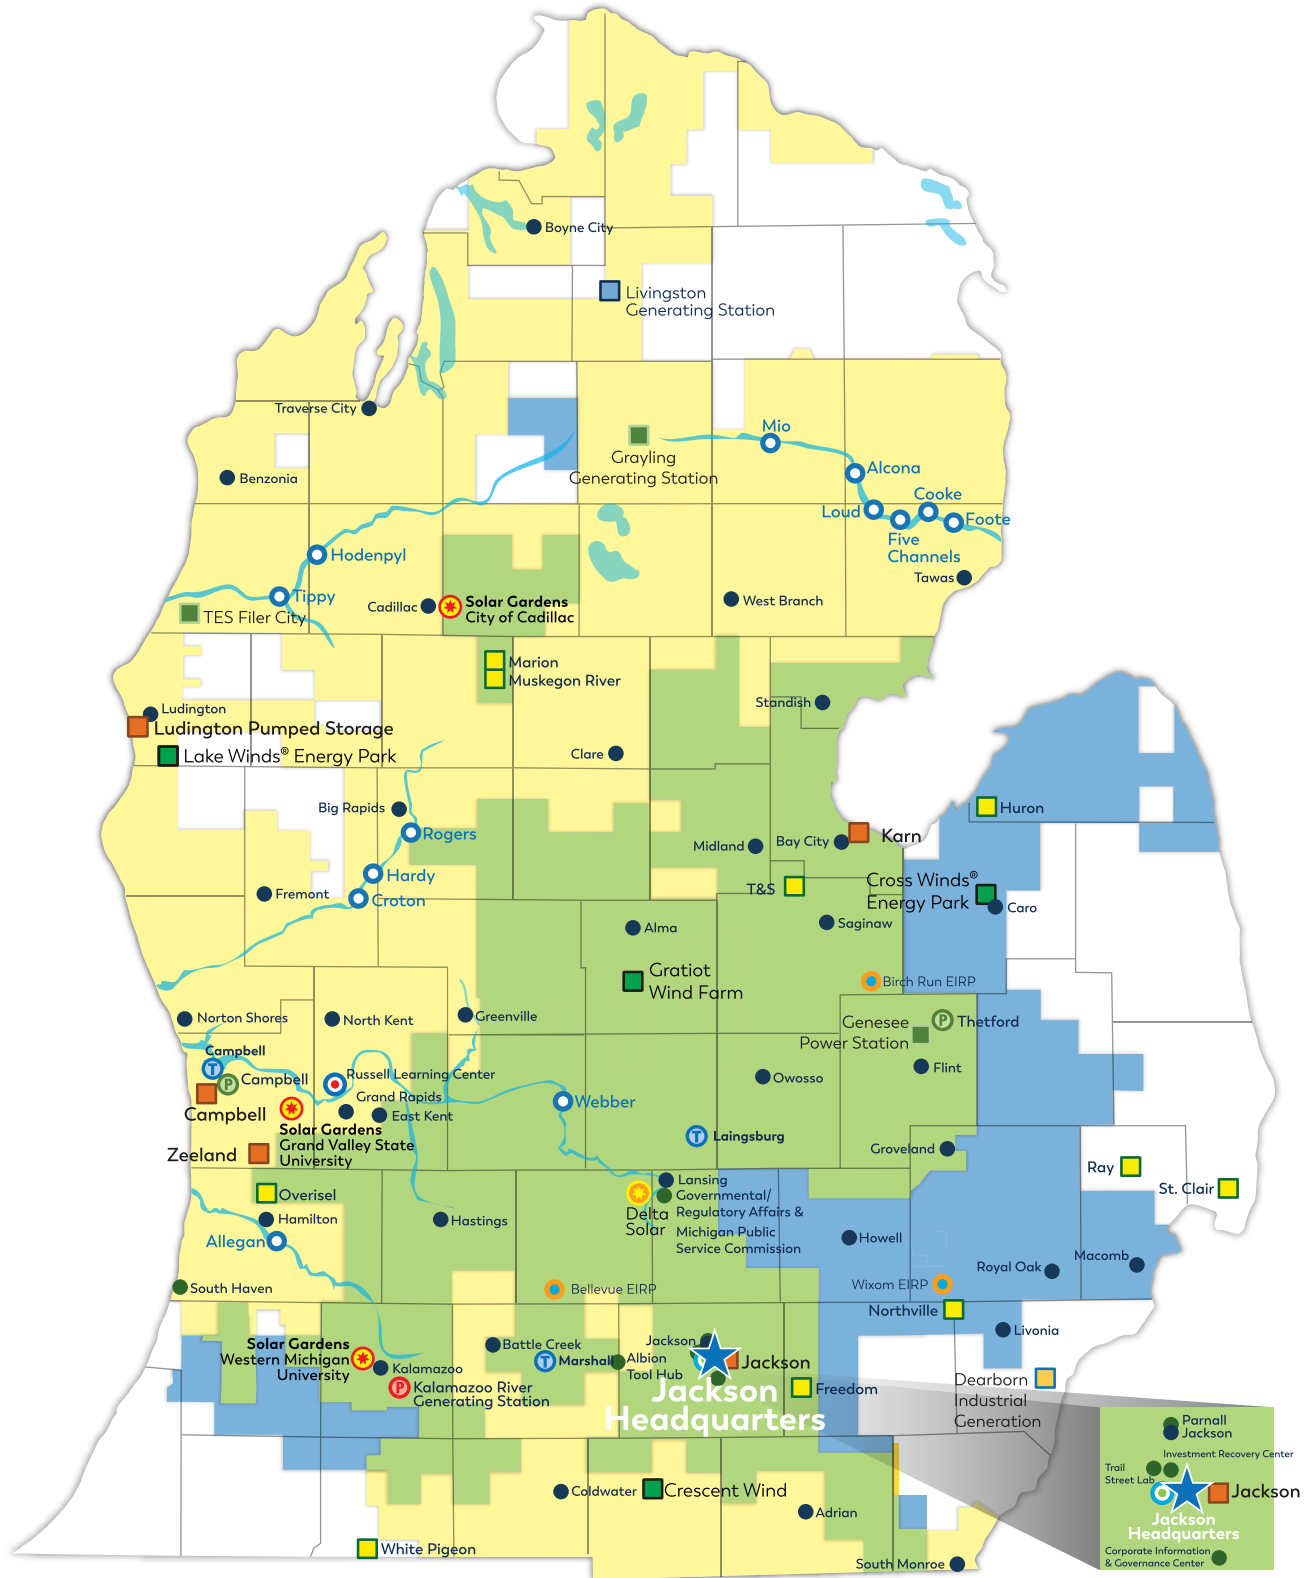 Boyne City
Livingston
Generating Station
Traverse City
Mio
Grayling
Generating Station
Alcona
Benzonia
Cooke
Loud
Foote
Five
Channels
Hodenpyl
Tawas
Tippy
TES Filer City
Cadillac
Solar Gardens
City of Cadillac
West Branch
Marion
Muskegon River
Standish
Ludington
Ludington Pumped Storage
Lake Winds® Energy Park
Clare
Big Rapids
Rogers
Huron
Karn
Midland
Bay City
Hardy
Croton
Fremont
T&S
Cross Winds®
Energy Park
Caro
Alma
Saginaw
Gratiot
Wind Farm
Birch Run EIRP
Norton Shores
North Kent
Greenville
Genesee
Power Station
P
Thetford
Campbell
T
P
Campbell
Campbell
Russell Learning Center
Grand Rapids
East Kent
Flint
Owosso
Webber
Solar Gardens
Grand Valley State
University
Zeeland
T
Laingsburg
Groveland
Ray
St. Clair
Overisel
Hamilton
Allegan
Hastings
Lansing
Governmental/
Regulatory Affairs &
Michigan Public
Service Commission
Delta
Solar
Howell
Royal Oak
Macomb
South Haven
Bellevue EIRP
Wixom EIRP
Northville
Livonia
Solar Gardens
Western Michigan
University
Kalamazoo
P
Kalamazoo River
Generating Station
Battle Creek
T
Marshall
Albion
Tool Hub
Jackson
Jackson
Jackson
Headquarters
Freedom
Dearborn
Industrial
Generation
Coldwater
Crescent Wind
Adrian
White Pigeon
South Monroe
Parnall
Jackson
Investment Recovery Center
Trail
Street Lab
Jackson
Jackson
Headquarters
Corporate Information
& Governance Center